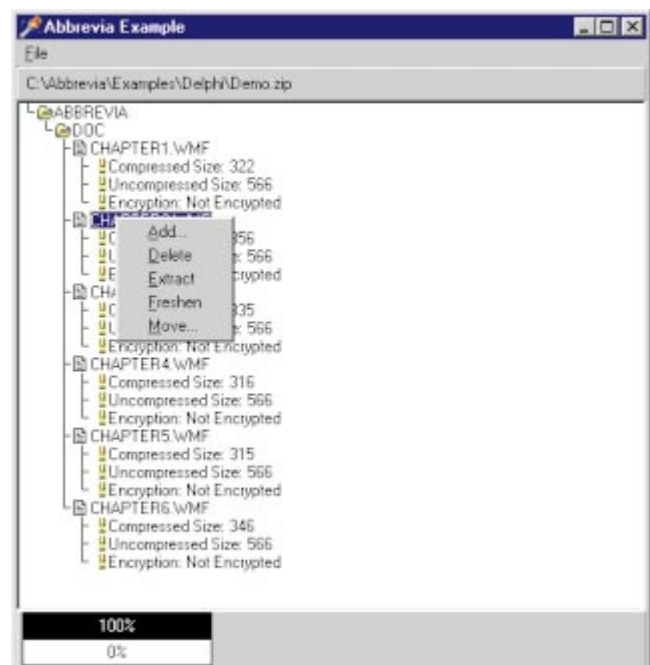 Abbrevia Example
File
C:\Abbrevia\Examples\Delphi\Demo.zip
ABBREVIA
DOC
CHAPTER1.WMF
Compressed Size: 322
Uncompressed Size: 566
Encryption: Not Encrypted
Add...
Delete
Extract
Freshen
Move...
Encryption: Not Encrypted
CHAPTER4.WMF
Compressed Size: 316
Uncompressed Size: 566
Encryption: Not Encrypted
CHAPTER5.WMF
Compressed Size: 315
Uncompressed Size: 566
Encryption: Not Encrypted
CHAPTER6.WMF
Compressed Size: 346
Uncompressed Size: 566
Encryption: Not Encrypted
100%
0%